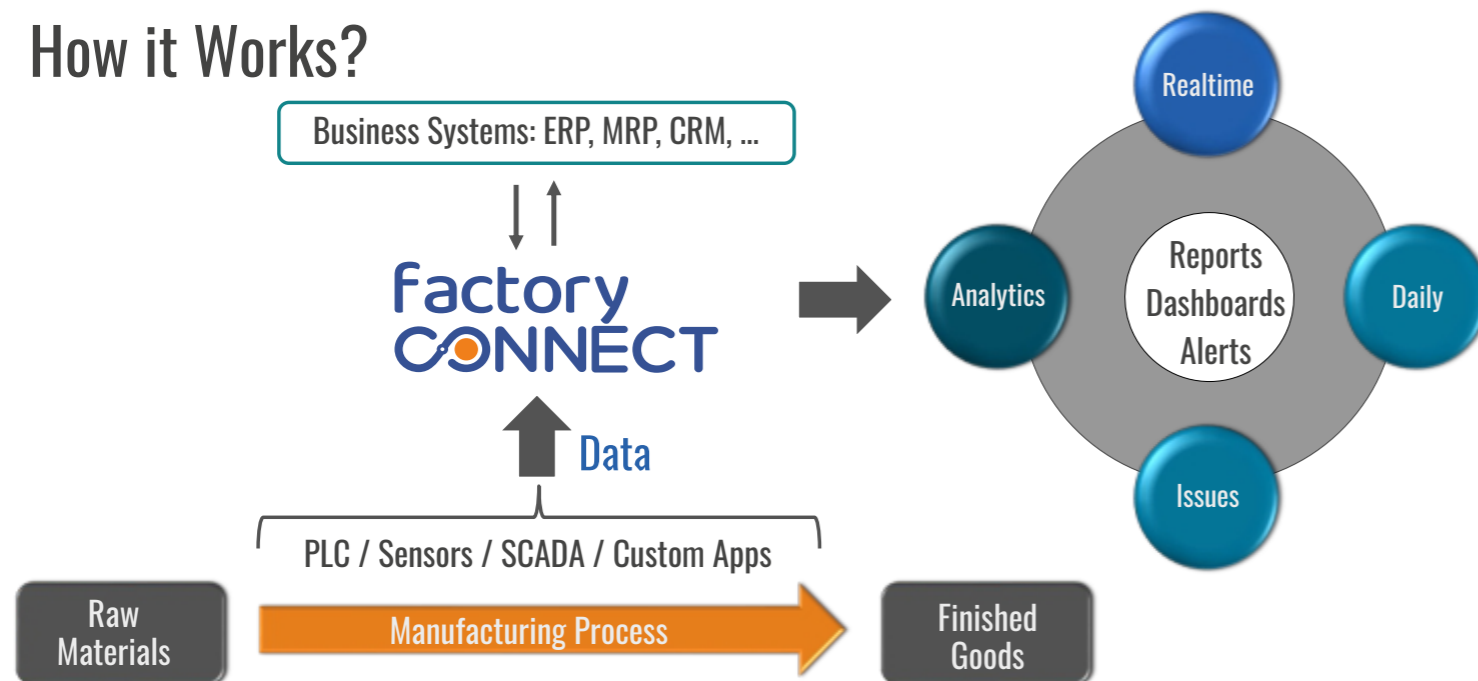 How it Works?
Business Systems: ERP, MRP, CRM, ...
factory
CONNECT
Data
PLC / Sensors / SCADA / Custom Apps
Raw
Materials
Manufacturing Process
Finished
Goods
Realtime
Analytics
Reports
Dashboards
Alerts
Daily
Issues